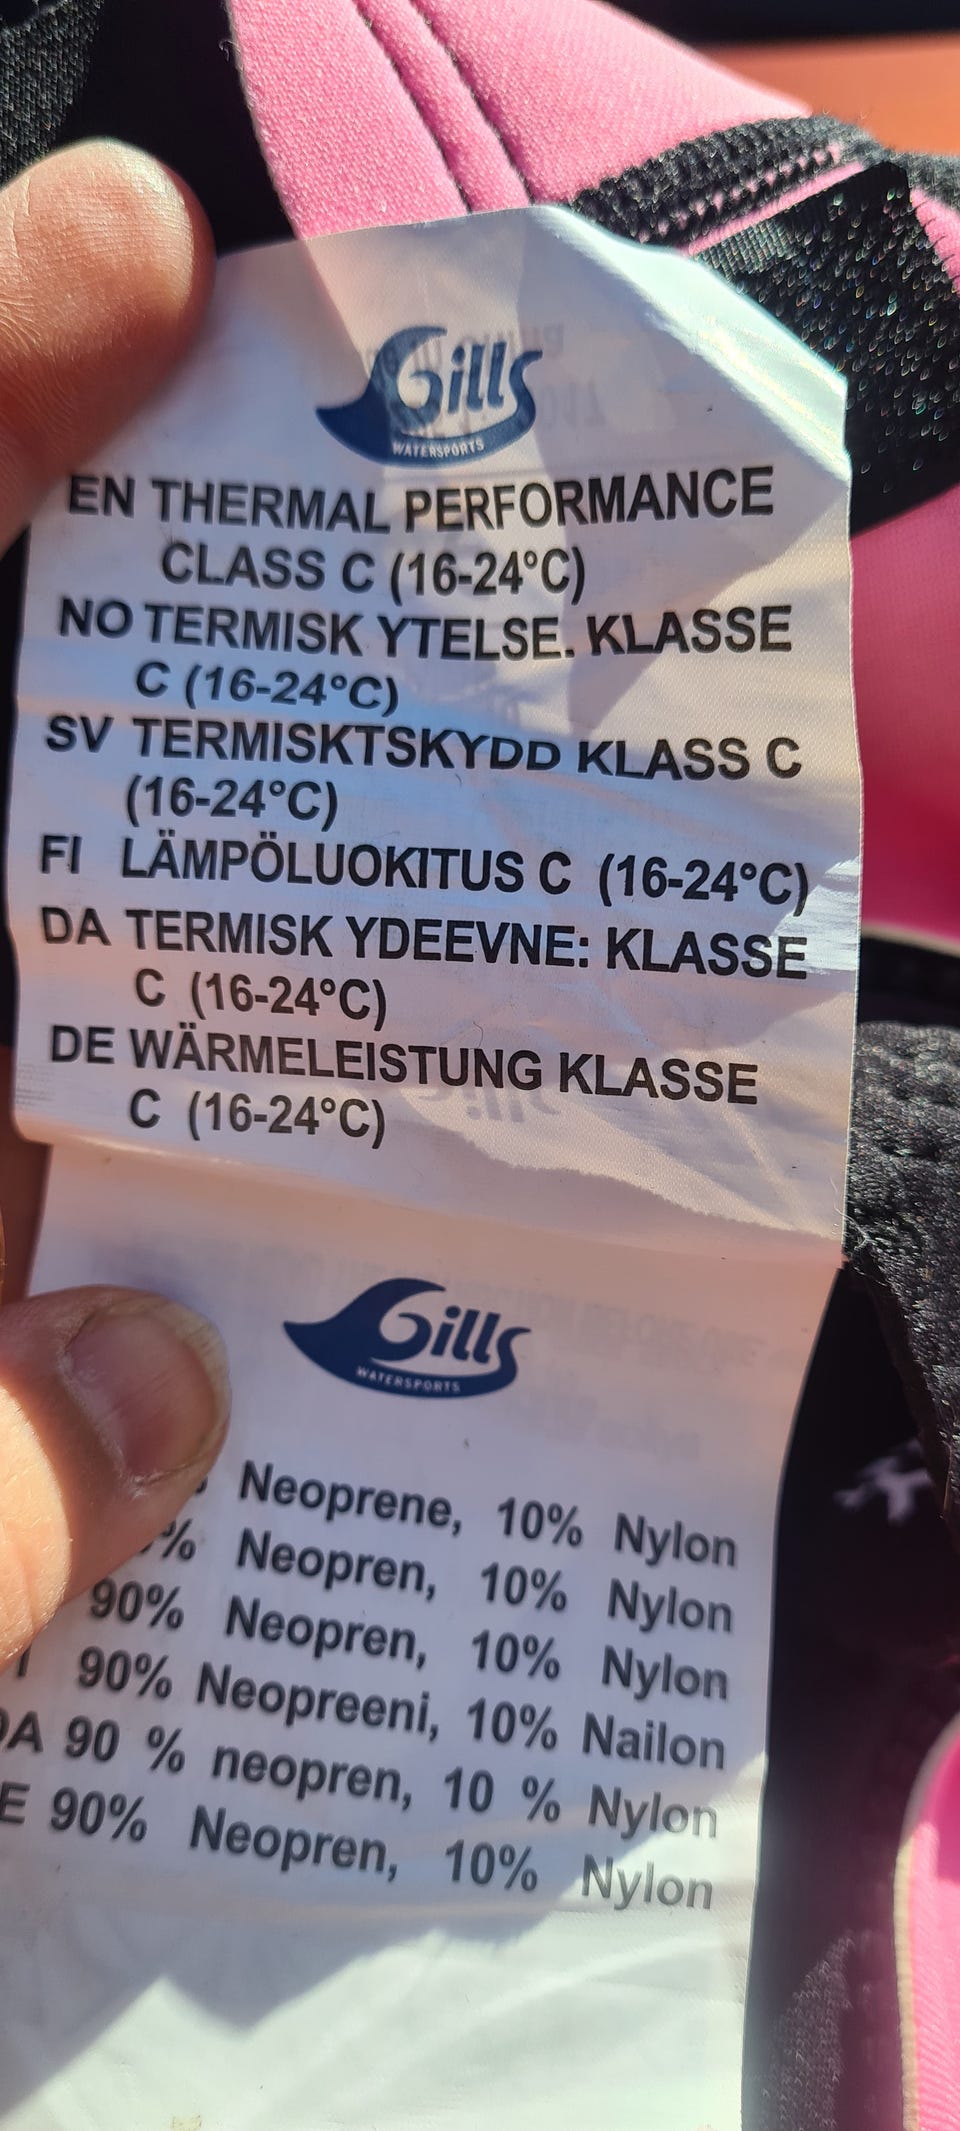 Gills
WATERSPORTS
EN THERMAL PERFORMANCE
CLASS C (16-24°C)
NO TERMISK YTELSE. KLASSE
C (16-24°C)
SV TERMISKTSKYDD KLASS C
(16-24°C)
FI LÄMPÖLUOKITUS C (16-24°C)
DA TERMISK YDEEVNE: KLASSE
C (16-24°C)
DE WÄRMELEISTUNG KLASSE
C (16-24°C)
Gills
WATERSPORTS
Neoprene, 10% Nylon
% Neopren, 10% Nylon
90% Neopren, 10% Nylon
90% Neopreeni, 10% Nailon
DA 90 % neopren, 10 % Nylon
E 90% Neopren, 10% Nylon